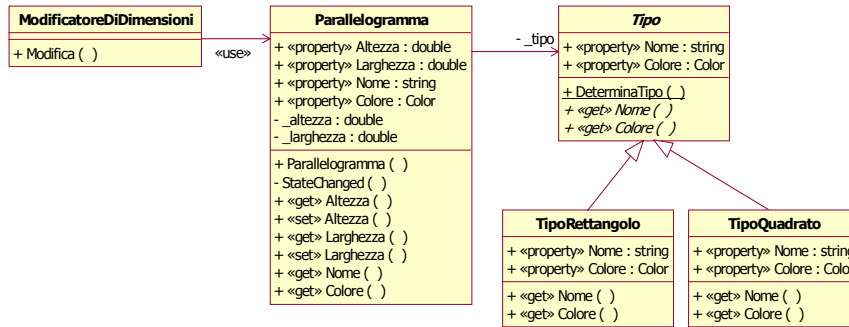 ModificatoreDiDimensioni
+ Modifica ( )
«use»
Parallelogramma
+ «property» Altezza : double
+ «property» Larghezza : double
+ «property» Nome : string
+ «property» Colore : Color
- _altezza : double
- _larghezza : double
+ Parallelogramma ( )
- StateChanged ( )
+ «get» Altezza ( )
+ «set» Altezza ( )
+ «get» Larghezza ( )
+ «set» Larghezza ( )
+ «get» Nome ( )
+ «get» Colore ( )
- _tipo
Tipo
+ «property» Nome : string
+ «property» Colore : Color
+ DeterminaTipo ( )
+ «get» Nome ( )
+ «get» Colore ( )
TipoRettangolo
+ «property» Nome : string
+ «property» Colore : Color
+ «get» Nome ( )
+ «get» Colore ( )
TipoQuadrato
+ «property» Nome : string
+ «property» Colore : Colo
+ «get» Nome ( )
+ «get» Colore ( )